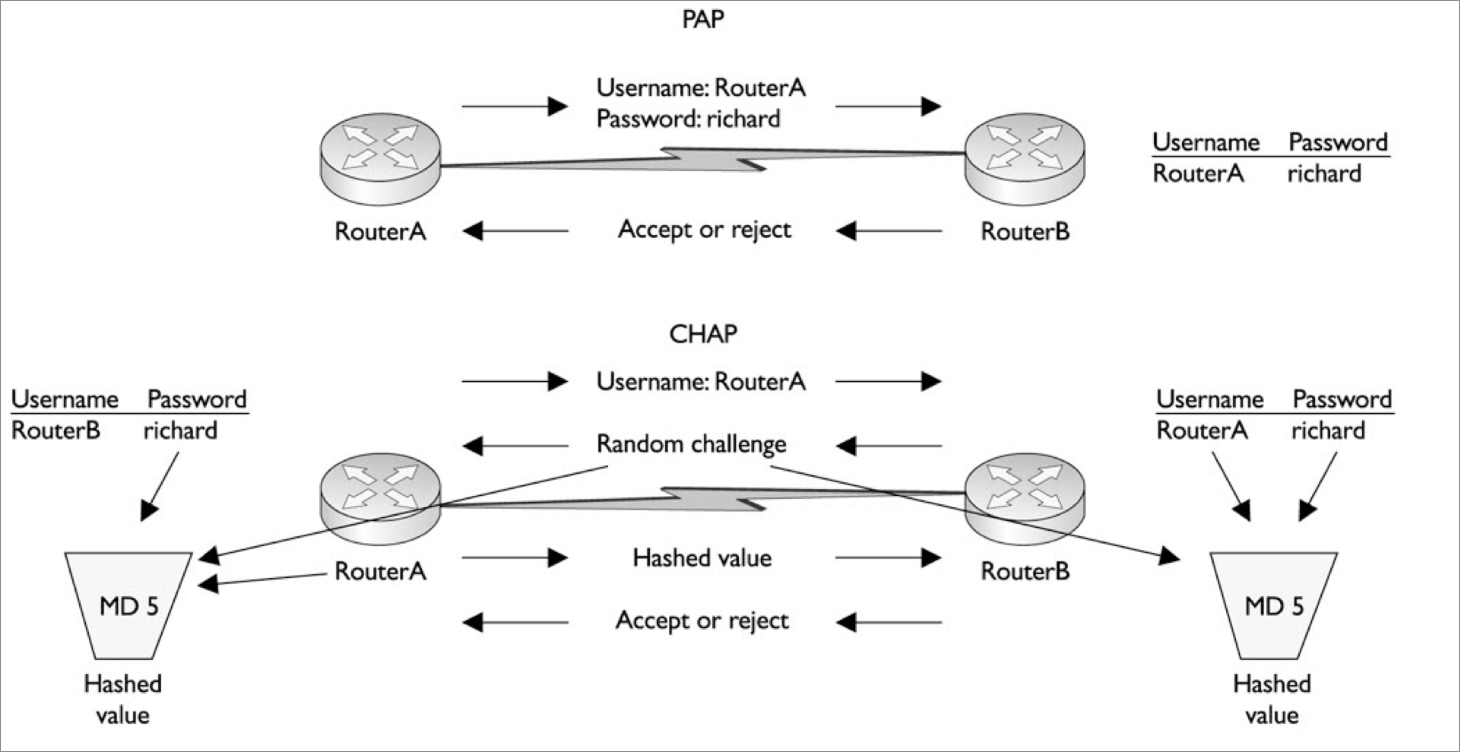 PAP
Username: RouterA
Password: richard
Username Password
RouterA richard
RouterA
Accept or reject
RouterB
CHAP
Username: RouterA
Username Password
RouterB richard
Username Password
RouterA richard
Random challenge
RouterA
Hashed value
RouterB
MD 5
MD 5
Accept or reject
Hashed
value
Hashed
value